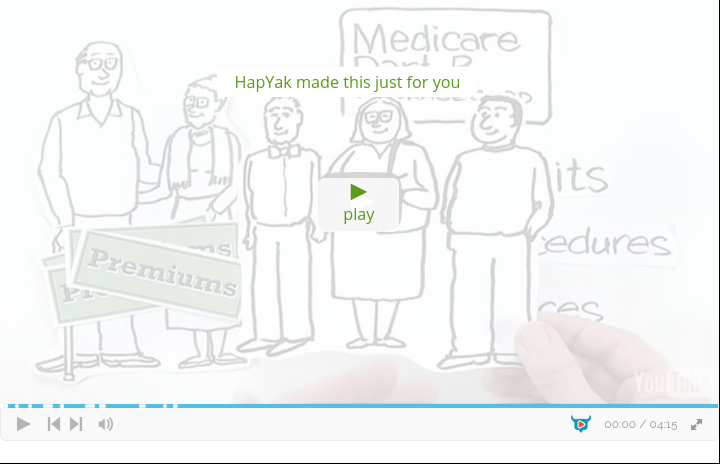 Medicare
Part B
HapYak made this just for you
its
play
edures
ms
Premiums
Pr
ces
YouTube
00:00 / 04:15